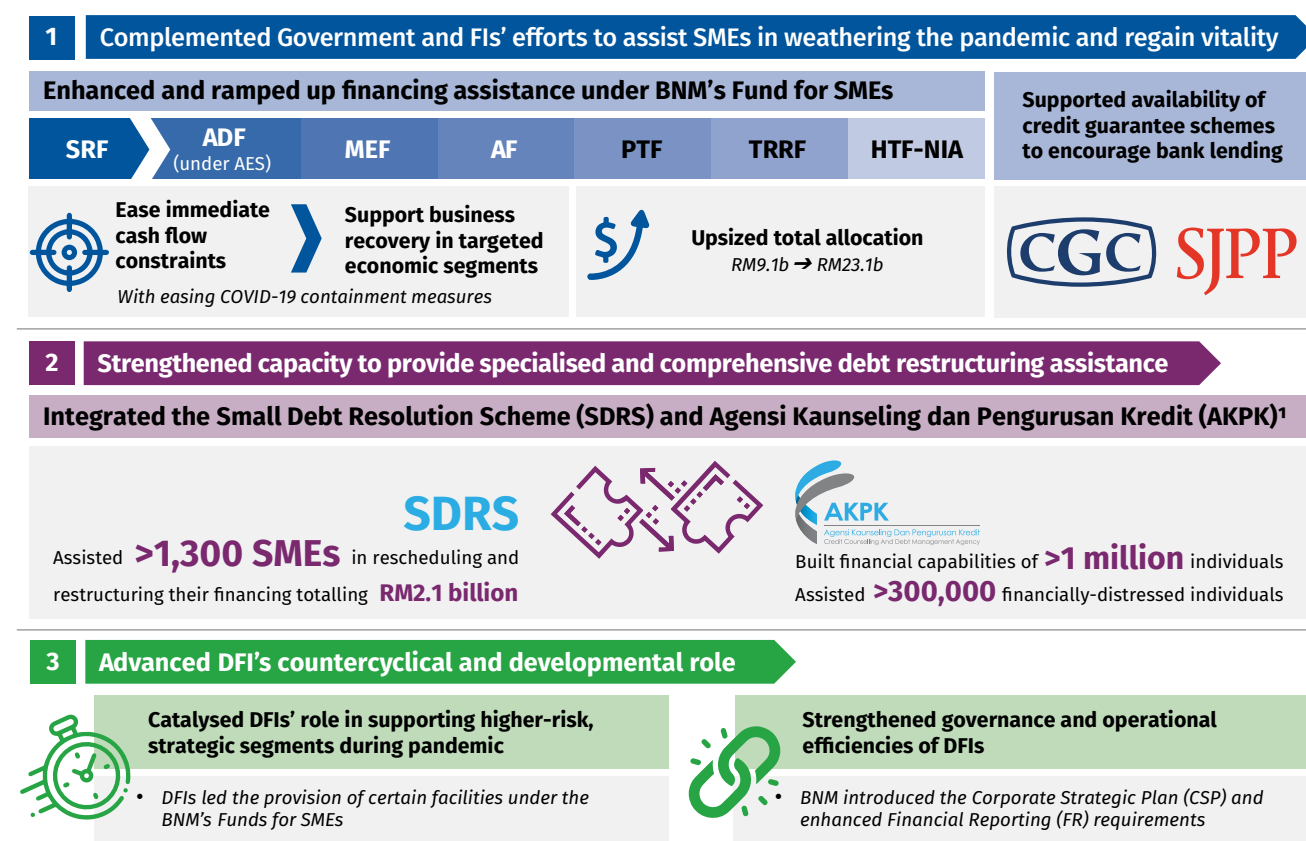 1 Complemented Government and FIs' efforts to assist SMEs in weathering the pandemic and regain vitality
Enhanced and ramped up financing assistance under BNM's Fund for SMEs
Supported availability of
credit guarantee schemes
to encourage bank lending
SRF
ADF
(under AES)
MEF
AF
PTF
TRRF
HTF-NIA
Ease immediate
cash flow
constraints
Support business
recovery in targeted
economic segments
With easing COVID-19 containment measures
$
Upsized total allocation
RM9.1b ➔ RM23.1b
CGC
SJPP
2 Strengthened capacity to provide specialised and comprehensive debt restructuring assistance
Integrated the Small Debt Resolution Scheme (SDRS) and Agensi Kaunseling dan Pengurusan Kredit (AKPK)¹
SDRS
Assisted >1,300 SMEs in rescheduling and
restructuring their financing totalling RM2.1 billion
AKPK
Agensi Kaunseling Dan Pengurusan Kredit
Credit Counselling And Debt Management Agency
Built financial capabilities of >1 million individuals
Assisted >300,000 financially-distressed individuals
3 Advanced DFI's countercyclical and developmental role
Catalysed DFIs' role in supporting higher-risk,
strategic segments during pandemic
• DFIs led the provision of certain facilities under the
BNM's Funds for SMEs
Strengthened governance and operational
efficiencies of DFIs
• BNM introduced the Corporate Strategic Plan (CSP) and
enhanced Financial Reporting (FR) requirements